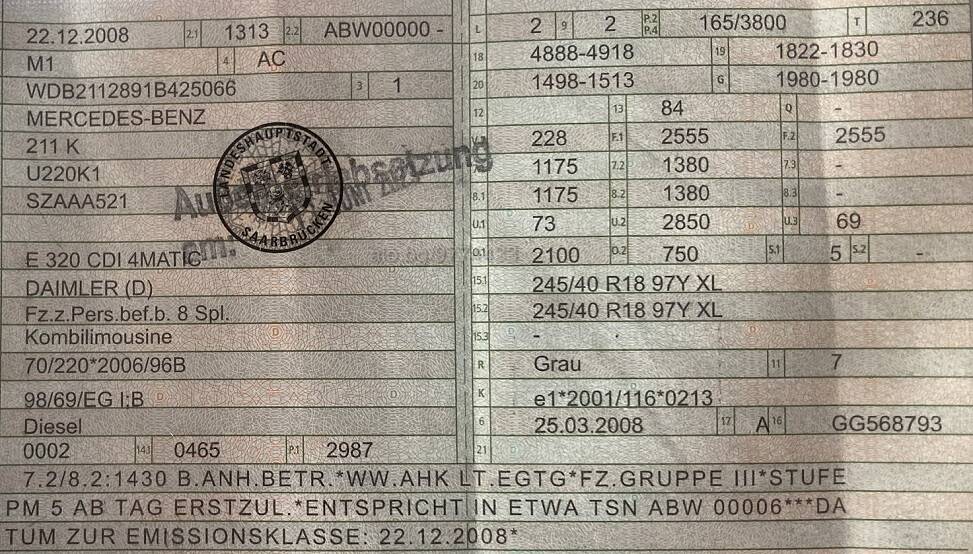 22.12.2008 2.1 1313 2.2 ABW00000 - L 2 9 2 P.2 P.4 165/3800 T 236
M1 4 AC 18 4888-4918 19 1822-1830
WDB2112891B425066 3 1 20 1498-1513 G 1980-1980
MERCEDES-BENZ 12 13 84 Q -
211 K 228 F.1 2555 F.2 2555
U220K1 1175 7.2 1380 7.3 -
SZAAA521 8.1 1175 8.2 1380 8.3 -
LANDESHAUPTSTADT SAARBRÜCKEN
U.1 73 U.2 2850 U.3 69
E 320 CDI 4MATIC O.1 2100 O.2 750 S.1 5 S.2 -
DAIMLER (D) 15.1 245/40 R18 97Y XL
Fz.z.Pers.bef.b. 8 Spl. 15.2 245/40 R18 97Y XL
Kombilimousine 15.3 -
70/220*2006/96B R Grau 11 7
98/69/EG I;B K e1*2001/116*0213
Diesel 6 25.03.2008 17 A 16 GG568793
0002 14.1 0465 P.1 2987 21
7.2/8.2:1430 B.ANH.BETR.*WW.AHK LT.EGTG*FZ.GRUPPE III*STUFE
PM 5 AB TAG ERSTZUL.*ENTSPRICHT IN ETWA TSN ABW 00006***DA
TUM ZUR EMISSIONSKLASSE: 22.12.2008*